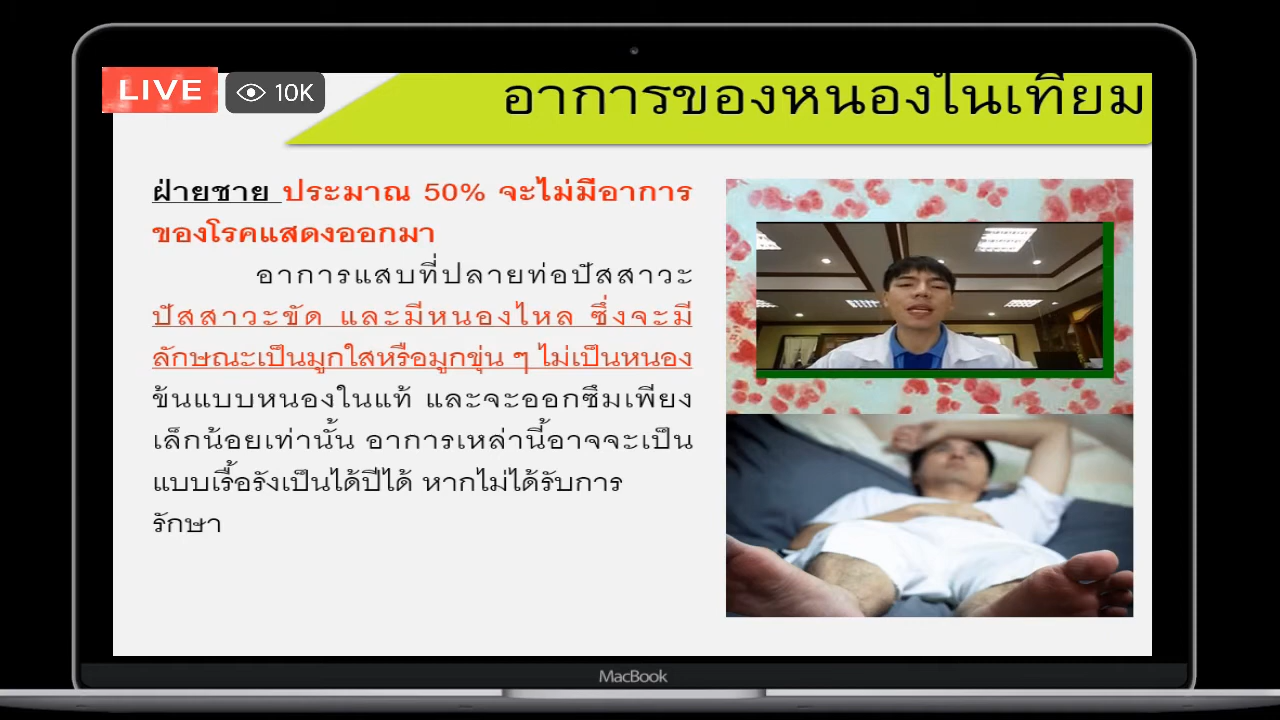 LIVE 10K
อาการของหนองในเทียม
ฝ่ายชาย ประมาณ 50% จะไม่มีอาการ
ของโรคแสดงออกมา
อาการแสบที่ปลายท่อปัสสาวะ
ปัสสาวะขัด และมีหนองไหล ซึ่งจะมี
ลักษณะเป็นมูกใสหรือมูกขุ่น ๆ ไม่เป็นหนอง
ข้นแบบหนองในแท้ และจะออกซึมเพียง
เล็กน้อยเท่านั้น อาการเหล่านี้อาจจะเป็น
แบบเรื้อรังเป็นได้ปีได้ หากไม่ได้รับการ
รักษา
MacBook